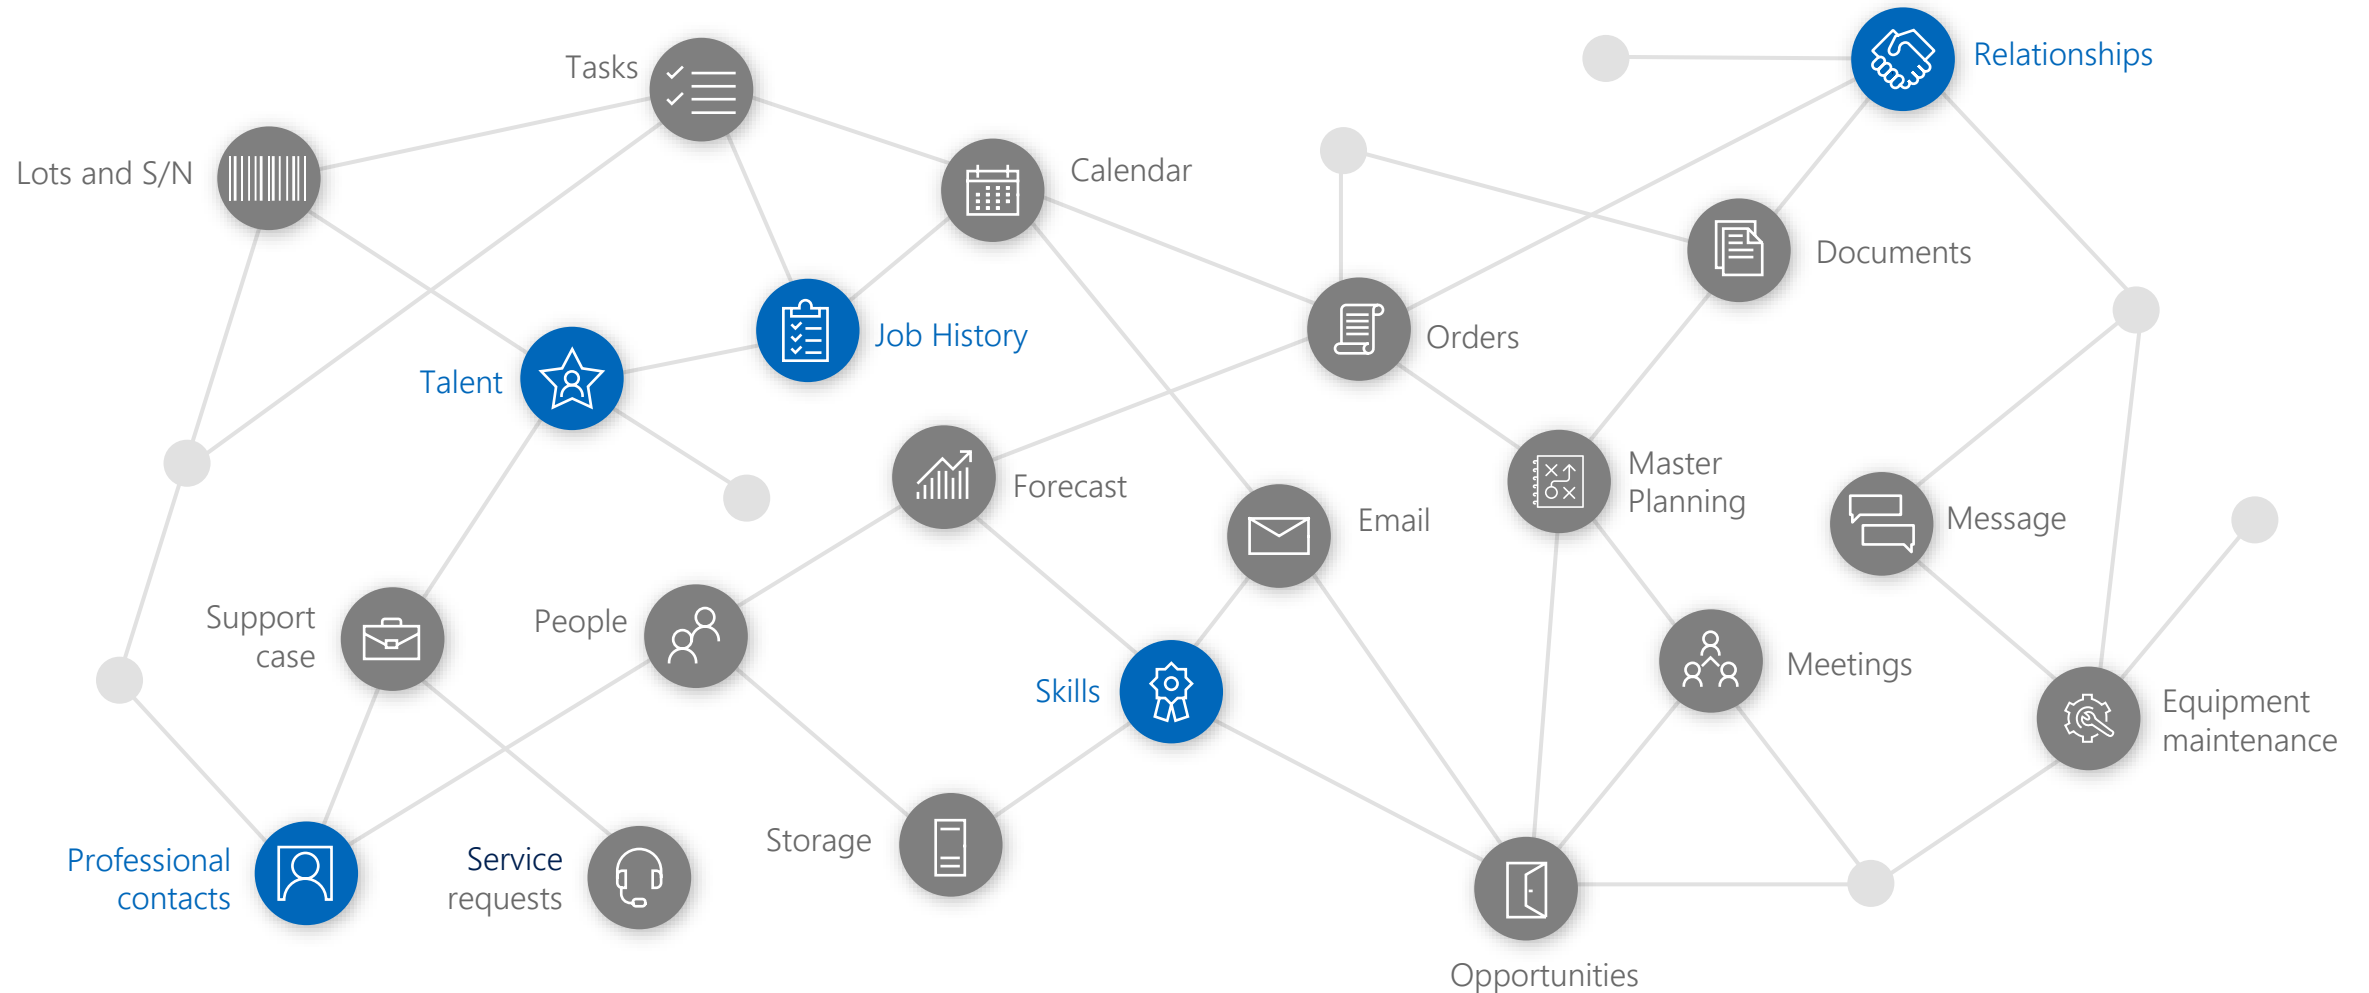 Relationships
Tasks
Calendar
Lots and S/N
Documents
Job History
Orders
Talent
Master
Planning
Forecast
Email
Message
Support
case
People
Meetings
Skills
Equipment
maintenance
Storage
Professional
contacts
Service
requests
Opportunities